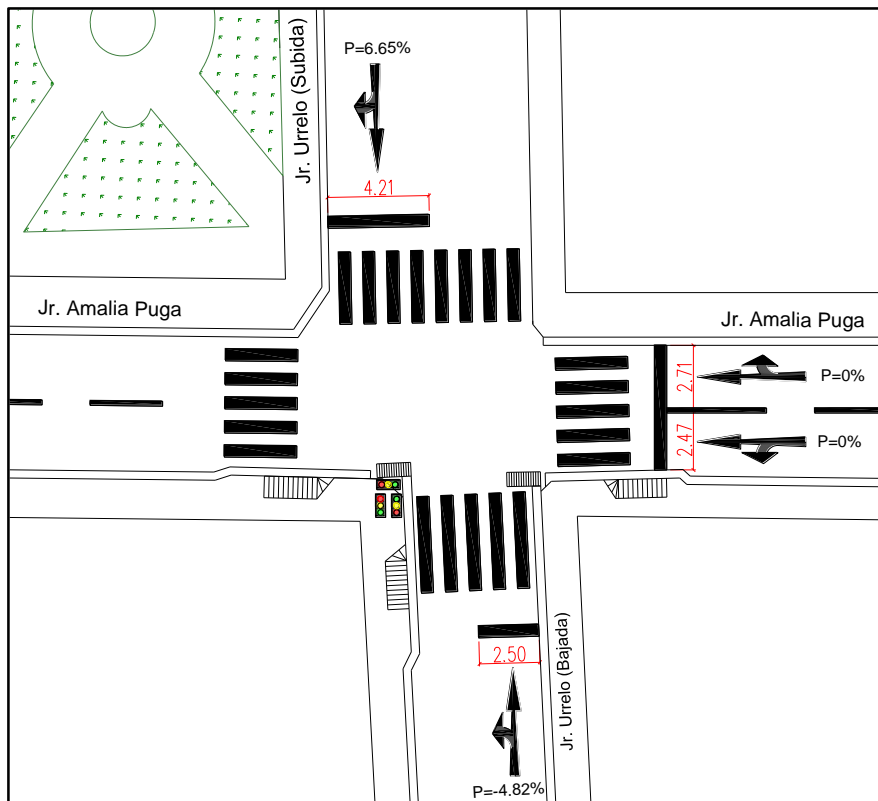 P=6.65%
Jr. Urrelo (Subida)
4.21
Jr. Amalia Puga
Jr. Amalia Puga
2.71
P=0%
2.47
P=0%
2.50
Jr. Urrelo (Bajada)
P=-4.82%